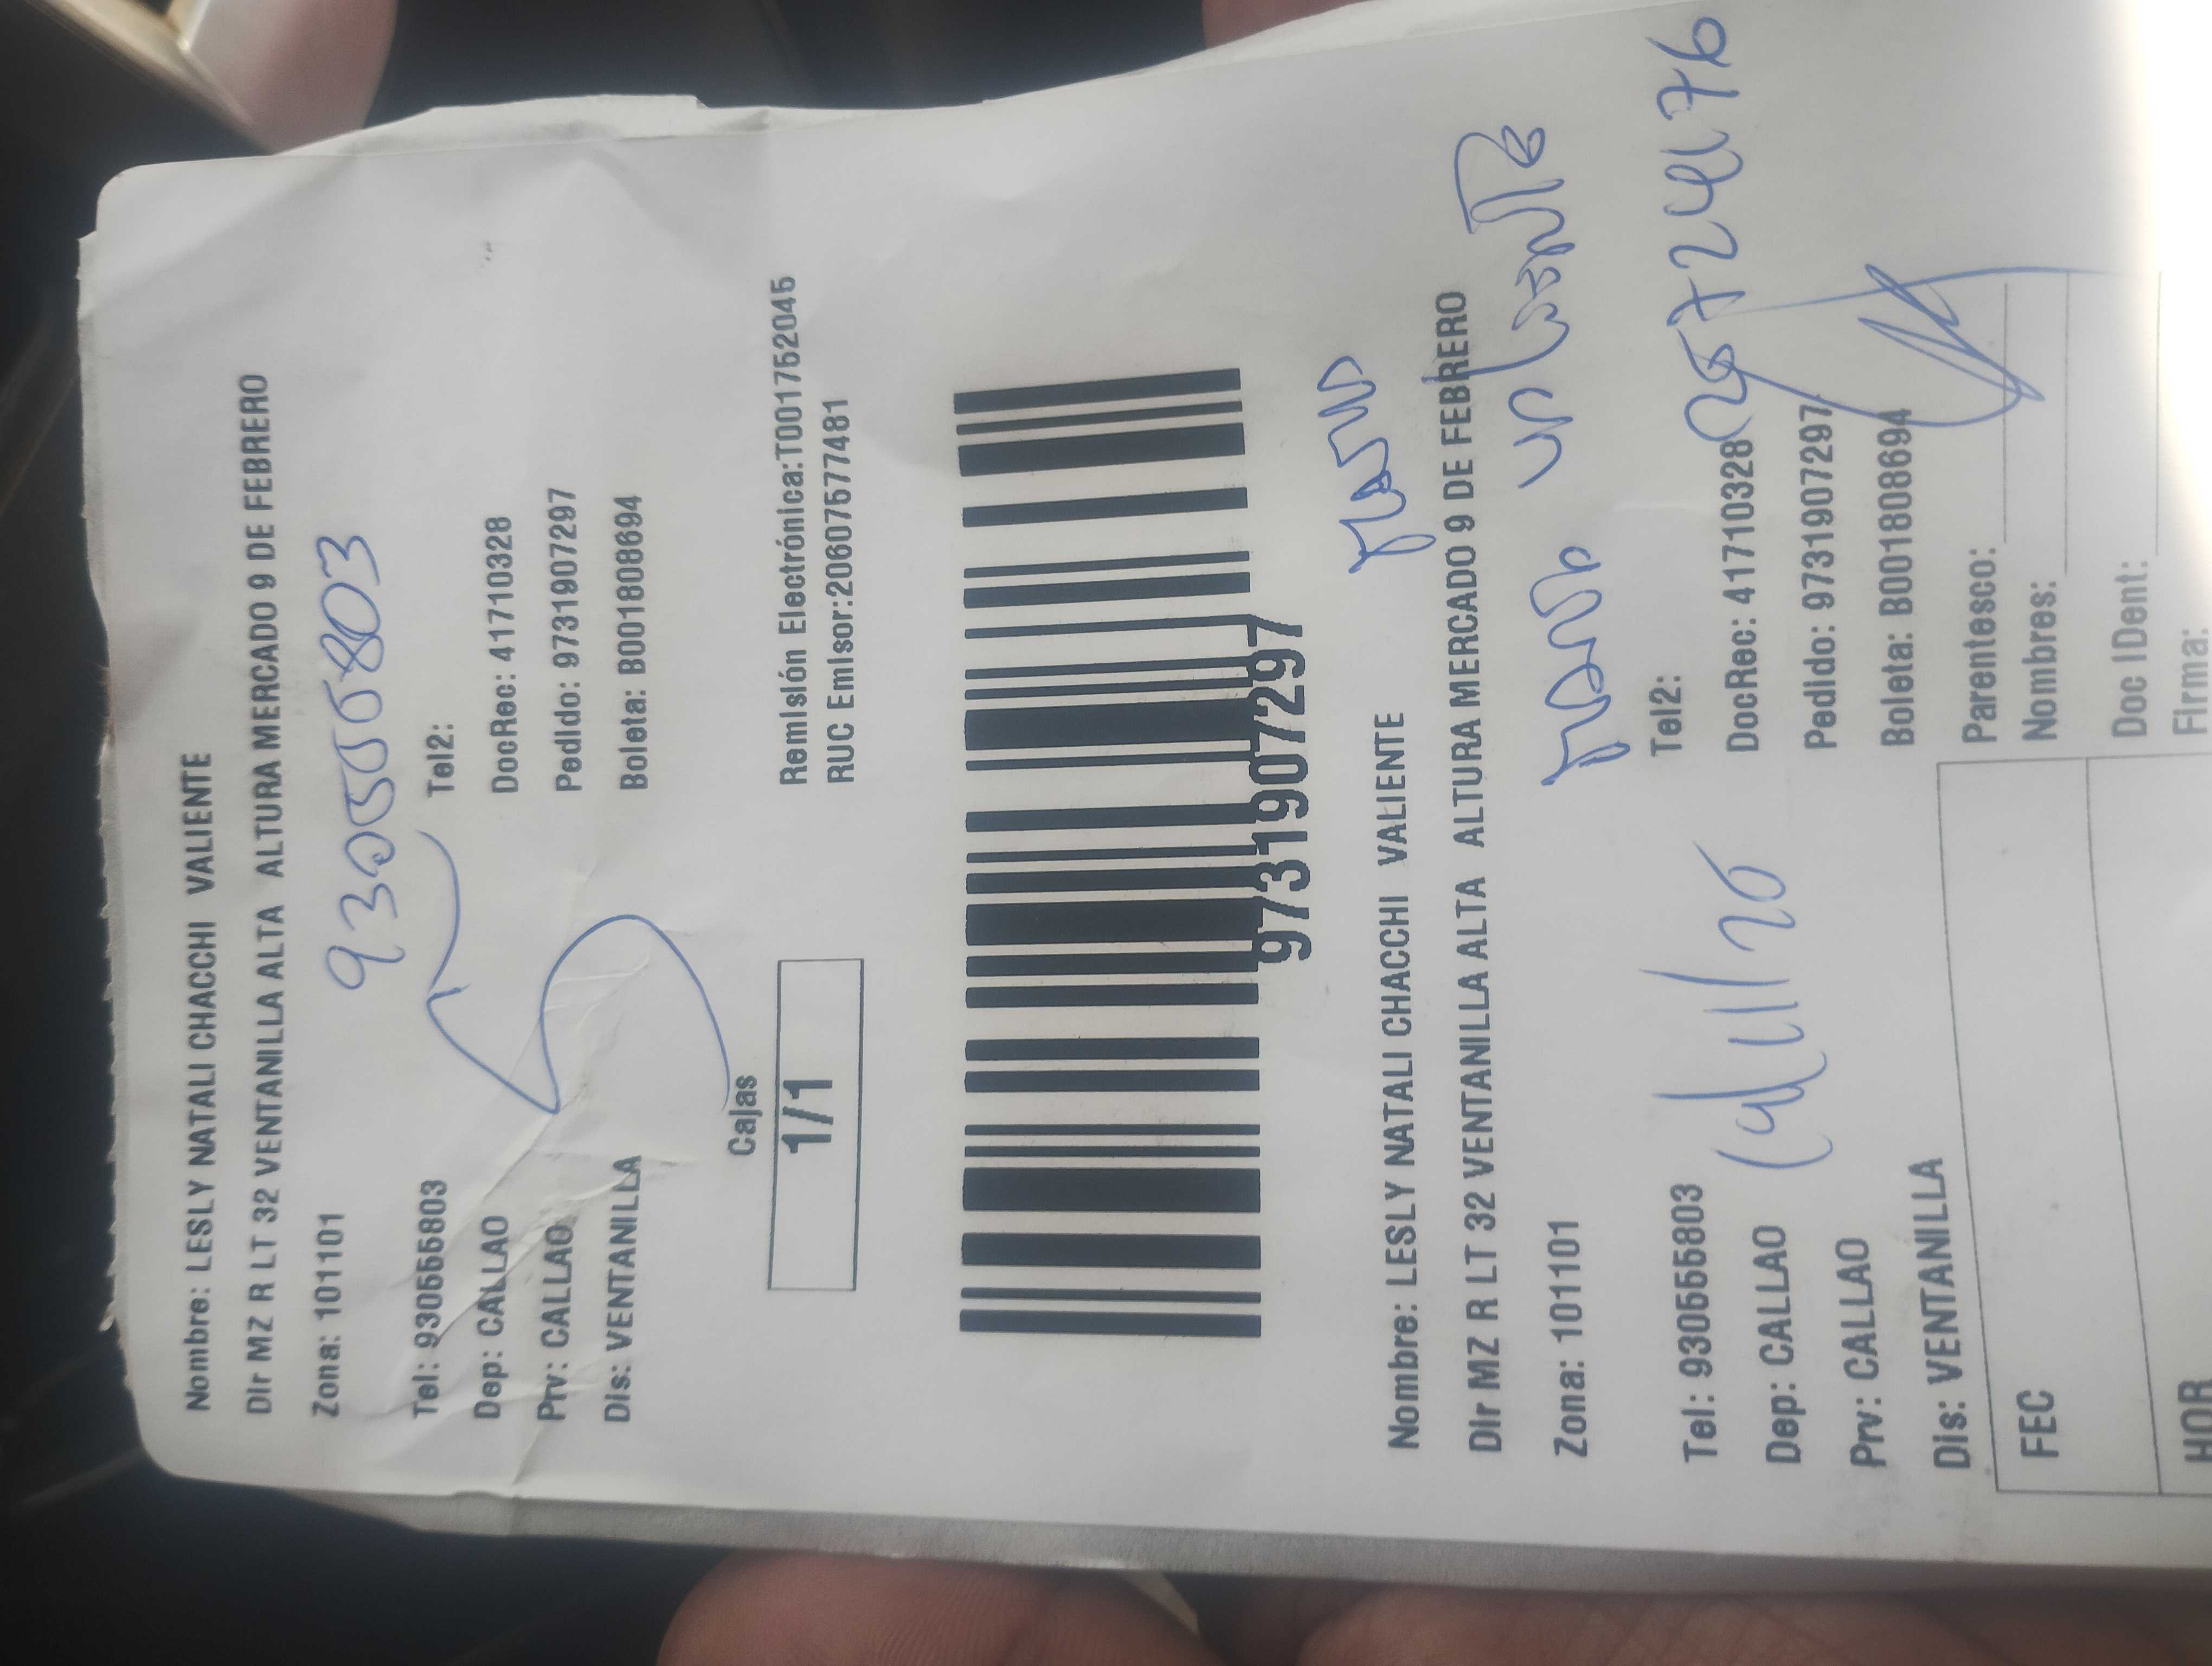 Nombre: LESLY NATALI CHACCHI VALIENTE
Dir MZ R LT 32 VENTANILLA ALTA ALTURA MERCADO 9 DE FEBRERO
Zona: 101101
930555803
Tel: 930555803 Tel2:
Dep: CALLAO DocRec: 41710328
Prv: CALLAO Pedido: 9731907297
Dis: VENTANILLA Boleta: B001808694
Cajas
1/1
Remisión Electrónica:T001752045
RUC Emisor:20607577481
9731907297
Nombre: LESLY NATALI CHACCHI VALIENTE
Dir MZ R LT 32 VENTANILLA ALTA ALTURA MERCADO 9 DE FEBRERO
Zona: 101101
Tel: 930555803 Tel2:
Dep: CALLAO DocRec: 41710328
Prv: CALLAO Pedido: 9731907297
Dis: VENTANILLA Boleta: B001808694
Parentesco:
FEC Nombres:
Doc IDent:
HOR Firma: